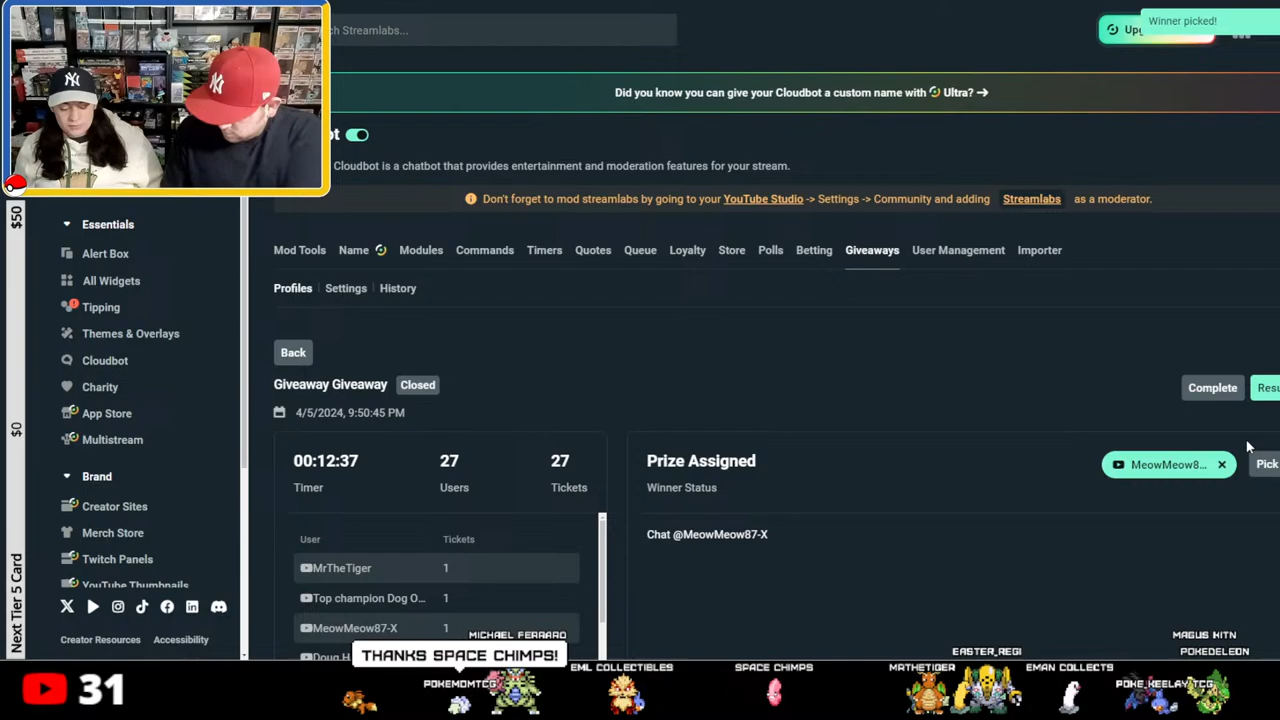 h Streamlabs...
Winner picked!
Did you know you can give your Cloudbot a custom name with Ultra? →
Cloudbot is a chatbot that provides entertainment and moderation features for your stream.
Don't forget to mod streamlabs by going to your YouTube Studio -> Settings -> Community and adding Streamlabs as a moderator.
$50
$0
Next Tier 5 Card
Essentials
Alert Box
All Widgets
Tipping
Themes & Overlays
Cloudbot
Charity
App Store
Multistream
Brand
Creator Sites
Merch Store
Twitch Panels
YouTube Thumbnails
Creator Resources Accessibility
Mod Tools Name Modules Commands Timers Quotes Queue Loyalty Store Polls Betting Giveaways User Management Importer
Profiles Settings History
Back
Giveaway Giveaway Closed
4/5/2024, 9:50:45 PM
Complete
00:12:37 27 27
Timer Users Tickets
User Tickets
MrTheTiger 1
Top champion Dog O... 1
MeowMeow87-X 1
Doug H
Prize Assigned
Winner Status
MeowMeow8... ×
Pick
Chat @MeowMeow87-X
MICHAEL FERRARO
THANKS SPACE CHIMPS!
31
POKEMOMTCG
EML COLLECTIBLES
SPACE CHIMPS
MATHETIGER
EASTER_REGI
EMAN COLLECTS
MAGUS HITN
POKEDELEON
POKE_KEELAY_TCG